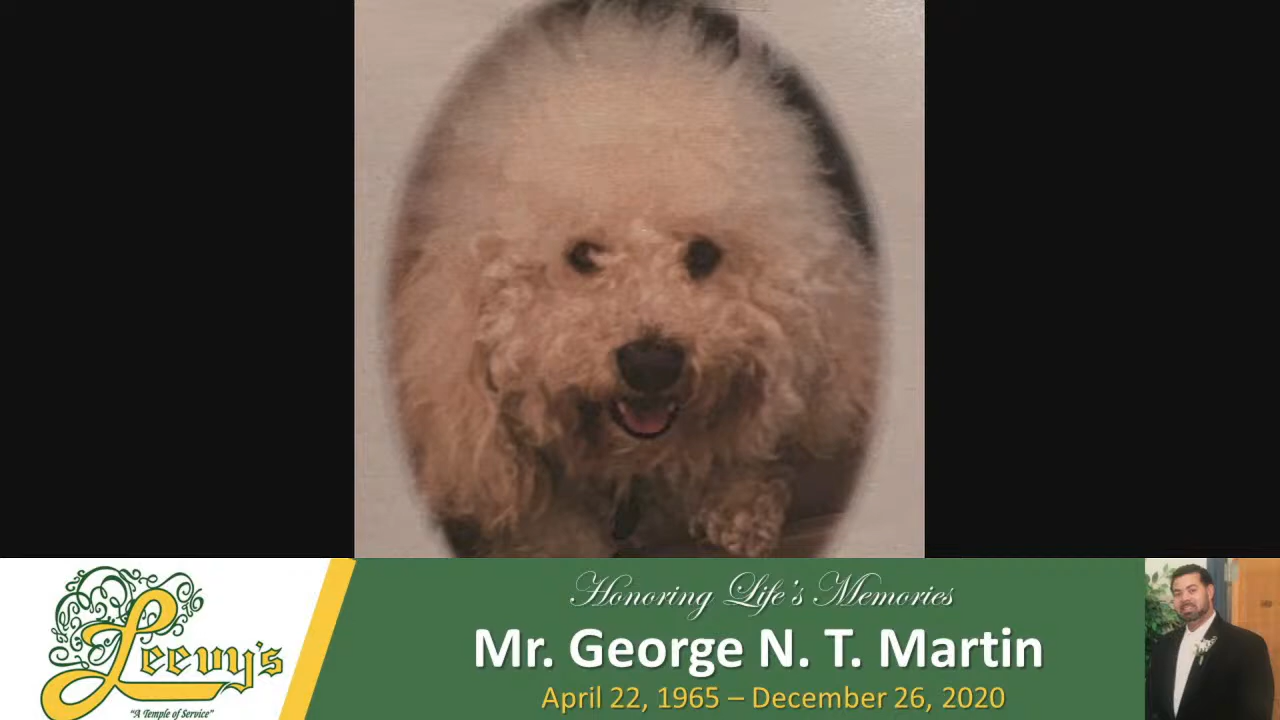 Honoring Life's Memories
Mr. George N. T. Martin
April 22, 1965 – December 26, 2020
Leevy's
"A Temple of Service"